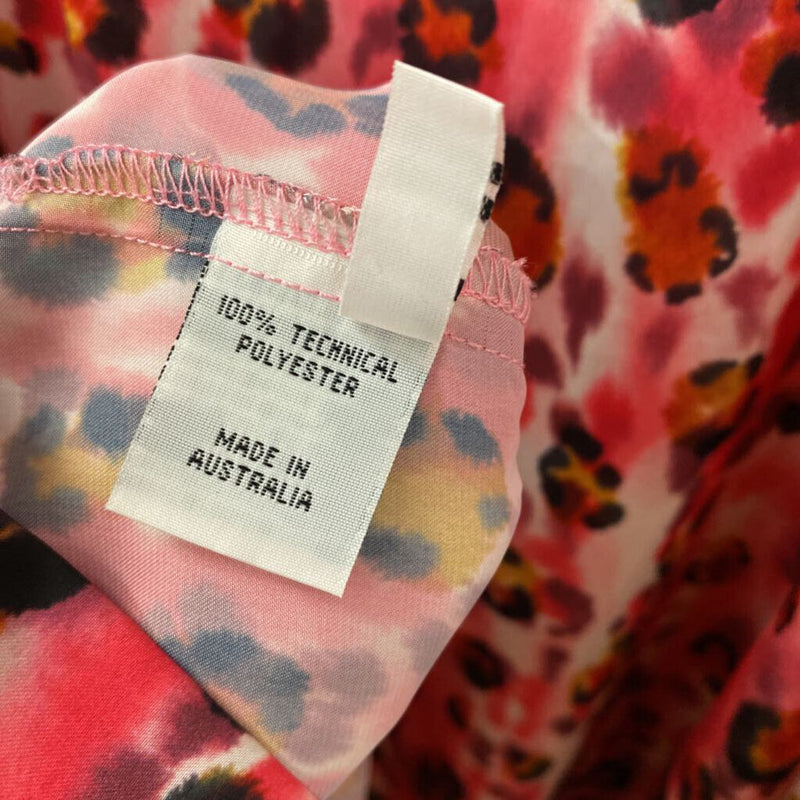 100% TECHNICAL
POLYESTER
MADE IN
AUSTRALIA